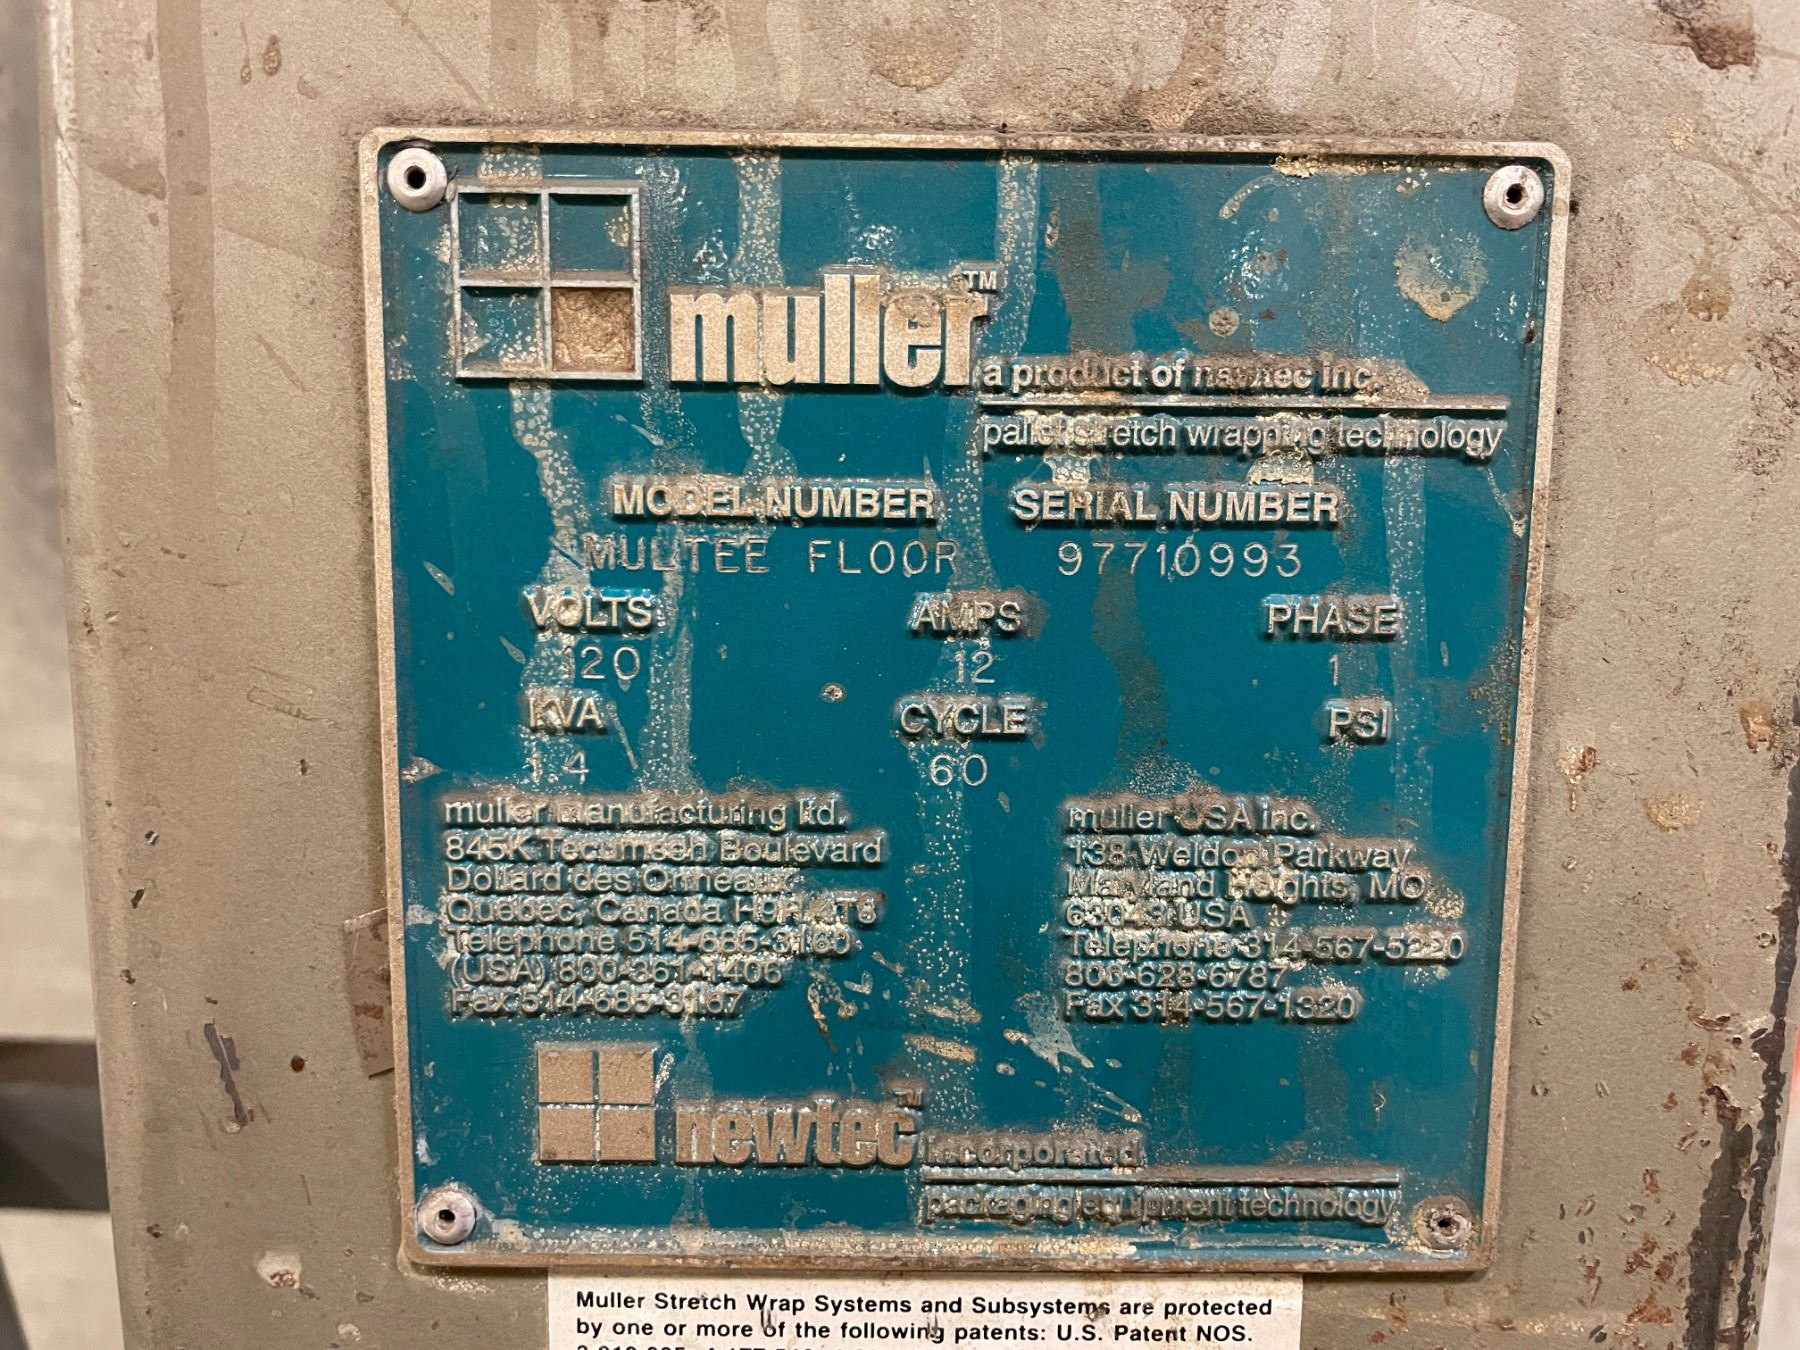 muller™
a product of newtec inc.
pallet stretch wrapping technology
MODEL NUMBER SERIAL NUMBER
MULTEE FLOOR 97710993
VOLTS AMPS PHASE
120 12 1
KVA CYCLE PSI
1.4 60
muller manufacturing ltd.
845K Tecumseh Boulevard
Dollard des Ormeaux
Quebec, Canada H9R 4T8
Telephone 514-685-3160
(USA) 800-361-1406
Fax 514-685-3167
muller USA inc.
138 Weldon Parkway
Maryland Heights, MO
63043 USA
Telephone 314-567-5220
800-628-6787
Fax 314-567-1320
newtec™
incorporated
packaging equipment technology
Muller Stretch Wrap Systems and Subsystems are protected
by one or more of the following patents: U.S. Patent NOS.